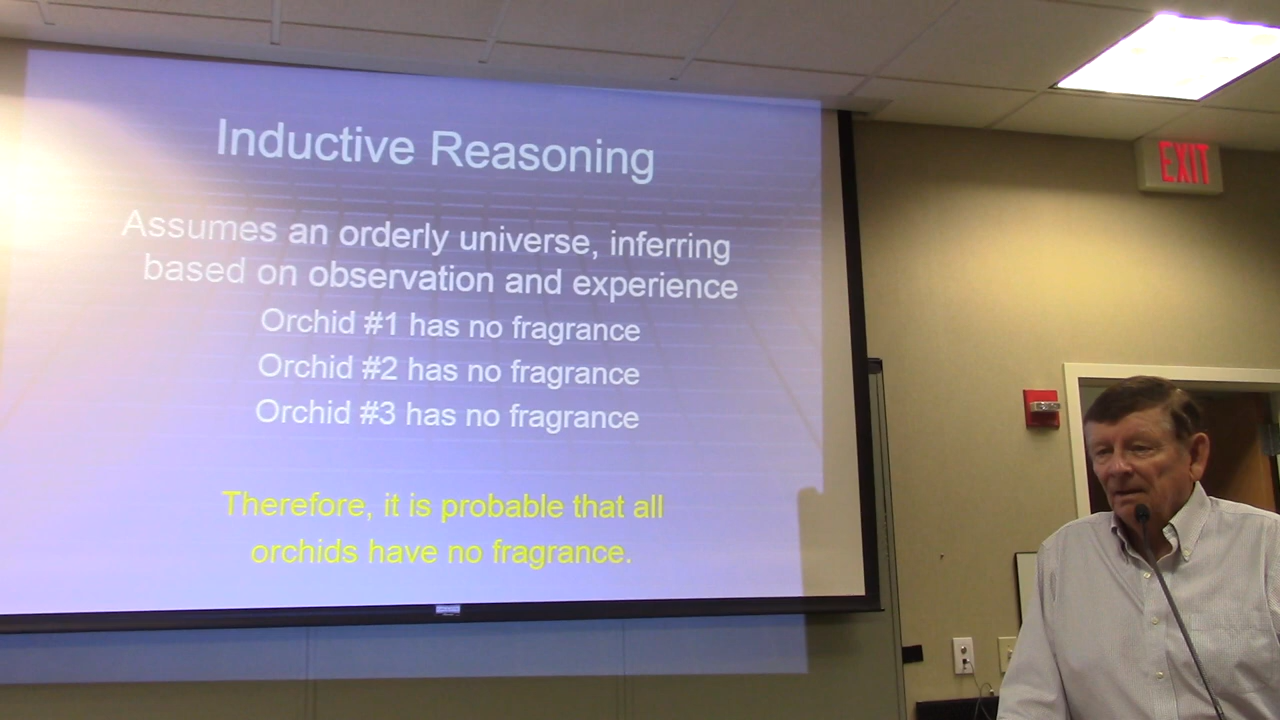 Inductive Reasoning
Assumes an orderly universe, inferring
based on observation and experience
Orchid #1 has no fragrance
Orchid #2 has no fragrance
Orchid #3 has no fragrance
Therefore, it is probable that all
orchids have no fragrance.
EXIT